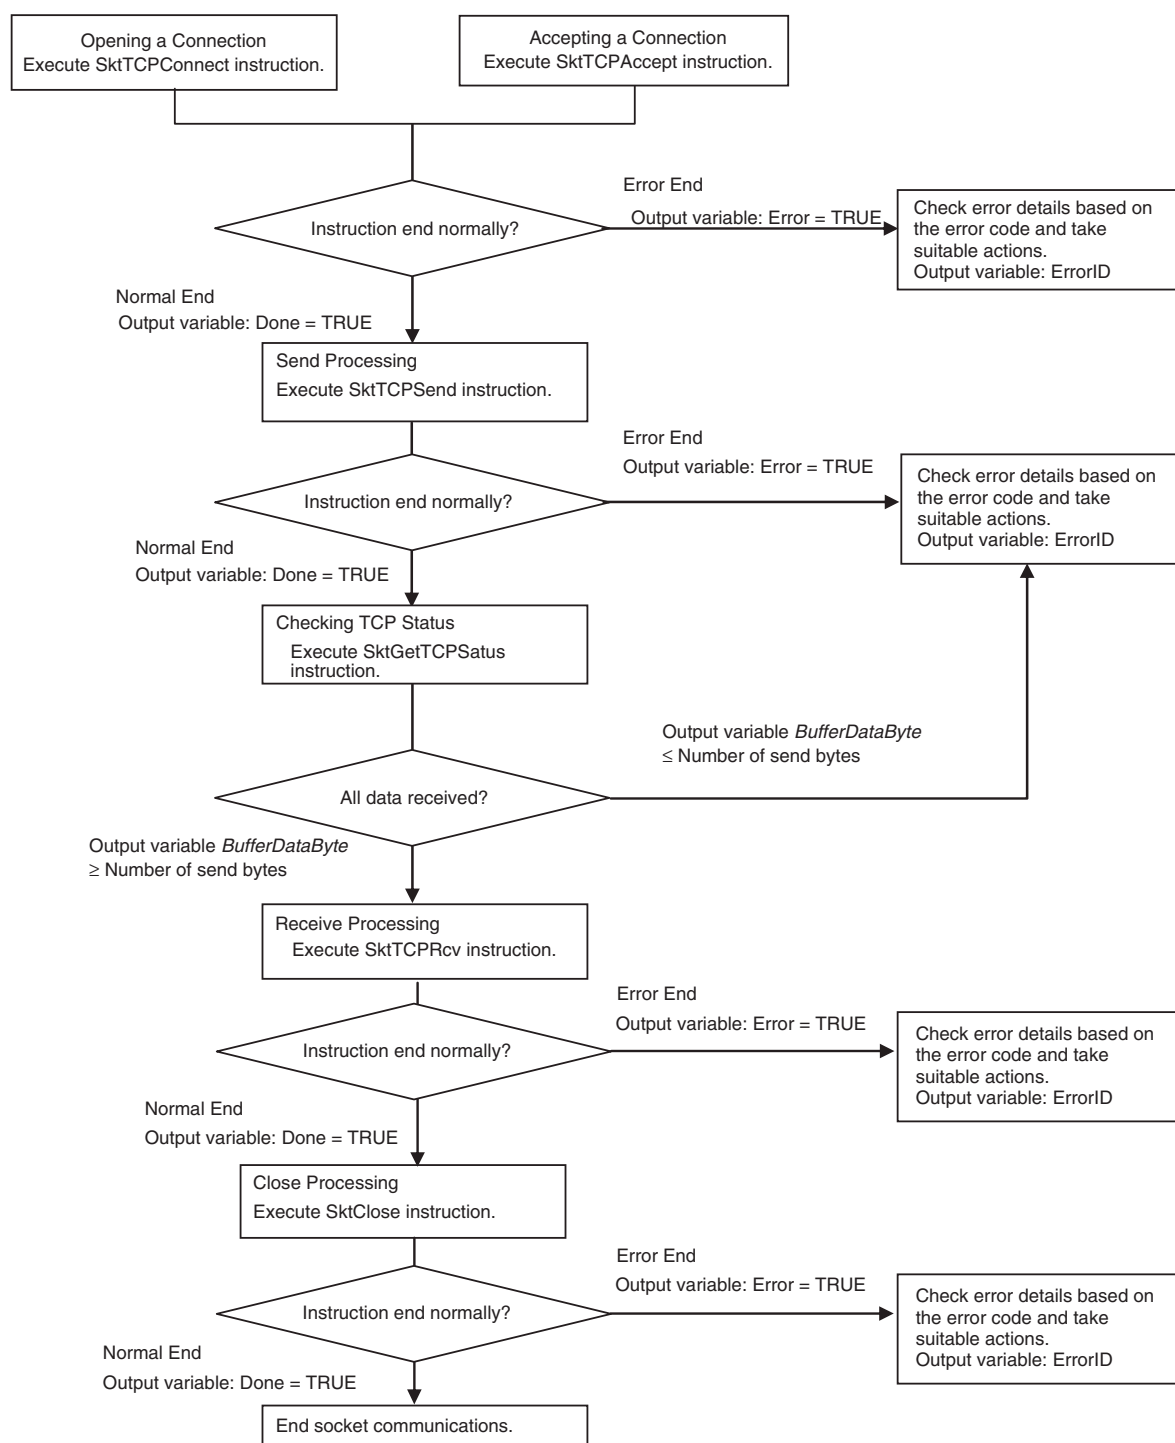 Opening a Connection
Execute SktTCPConnect instruction.
Accepting a Connection
Execute SktTCPAccept instruction.
Instruction end normally?
Error End
Output variable: Error = TRUE
Check error details based on
the error code and take
suitable actions.
Output variable: ErrorID
Normal End
Output variable: Done = TRUE
Send Processing
Execute SktTCPSend instruction.
Instruction end normally?
Error End
Output variable: Error = TRUE
Check error details based on
the error code and take
suitable actions.
Output variable: ErrorID
Normal End
Output variable: Done = TRUE
Checking TCP Status
Execute SktGetTCPSatus
instruction.
Output variable BufferDataByte
≤ Number of send bytes
All data received?
Output variable BufferDataByte
≥ Number of send bytes
Receive Processing
Execute SktTCPRcv instruction.
Instruction end normally?
Error End
Output variable: Error = TRUE
Check error details based on
the error code and take
suitable actions.
Output variable: ErrorID
Normal End
Output variable: Done = TRUE
Close Processing
Execute SktClose instruction.
Instruction end normally?
Error End
Output variable: Error = TRUE
Check error details based on
the error code and take
suitable actions.
Output variable: ErrorID
Normal End
Output variable: Done = TRUE
End socket communications.